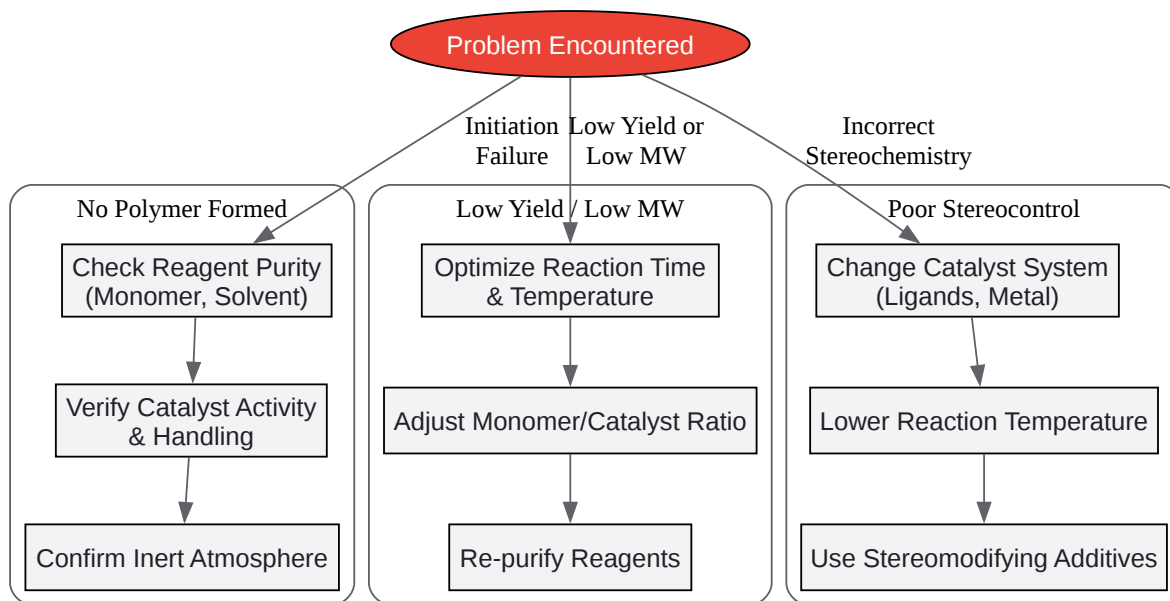 Problem Encountered
Initiation
Failure
Low Yield or
Low MW
Incorrect
Stereochemistry
No Polymer Formed
Check Reagent Purity
(Monomer, Solvent)
Verify Catalyst Activity
& Handling
Confirm Inert Atmosphere
Low Yield / Low MW
Optimize Reaction Time
& Temperature
Adjust Monomer/Catalyst Ratio
Re-purify Reagents
Poor Stereocontrol
Change Catalyst System
(Ligands, Metal)
Lower Reaction Temperature
Use Stereomodifying Additives